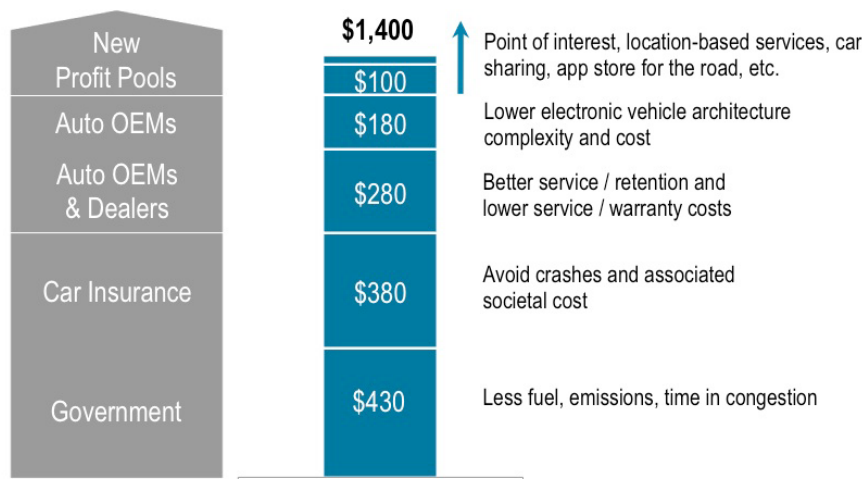 New
Profit Pools
$1,400
$100
Point of interest, location-based services, car
sharing, app store for the road, etc.
Auto OEMs
$180
Lower electronic vehicle architecture
complexity and cost
Auto OEMs
& Dealers
$280
Better service / retention and
lower service / warranty costs
Car Insurance
$380
Avoid crashes and associated
societal cost
Government
$430
Less fuel, emissions, time in congestion